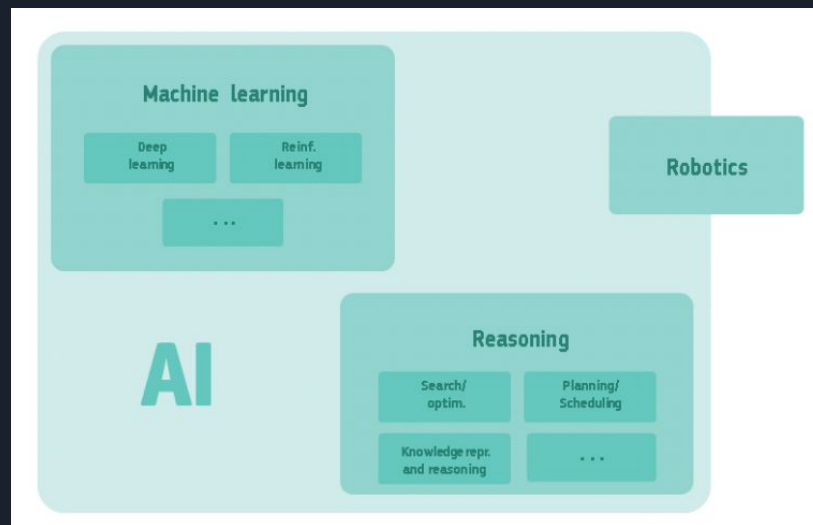 Machine learning
Deep
learning
Reinf.
learning
...
Robotics
AI
Reasoning
Search/
optim.
Planning/
Scheduling
Knowledge repr.
and reasoning
...